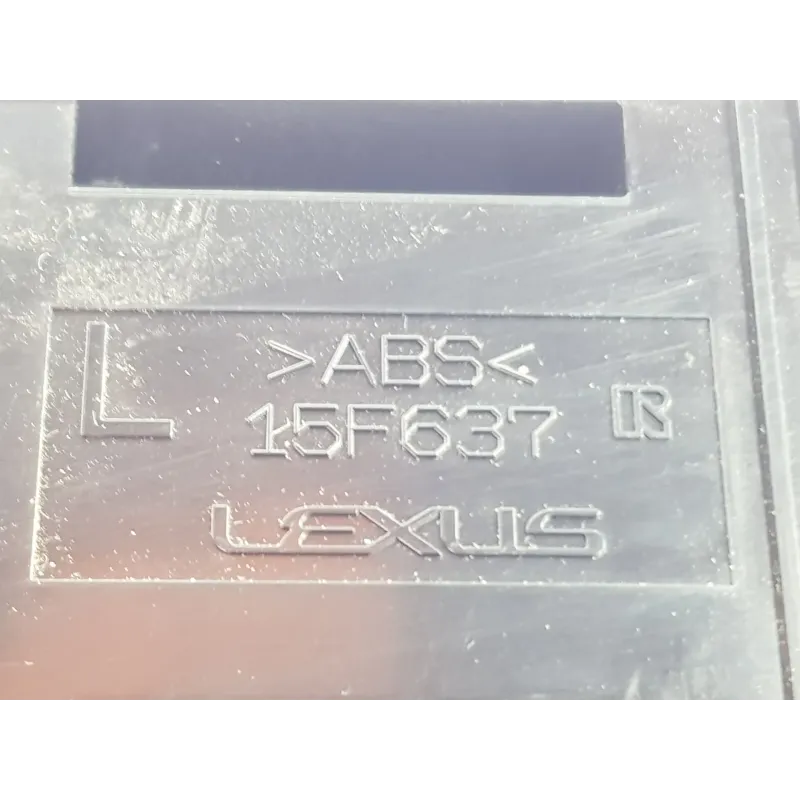 L >ABS<
15F637 R
LEXUS